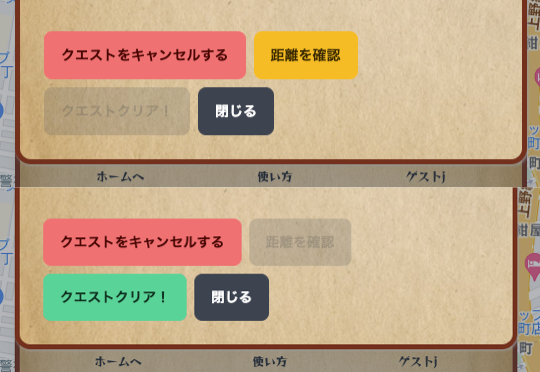 クエストをキャンセルする 距離を確認
クエストクリア！ 閉じる
ホームへ 使い方 ゲストj
クエストをキャンセルする 距離を確認
クエストクリア！ 閉じる
ホームへ 使い方 ゲストj